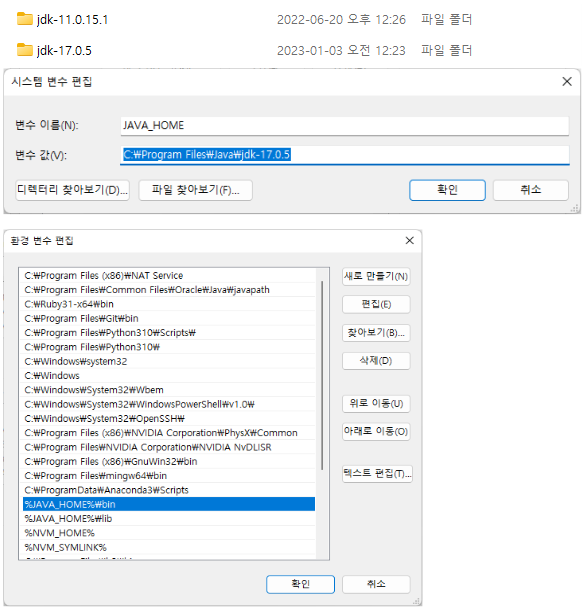 jdk-11.0.15.1 2022-06-20 오후 12:26 파일 폴더
jdk-17.0.5 2023-01-03 오전 12:23 파일 폴더
시스템 변수 편집
변수 이름(N): JAVA_HOME
변수 값(V): C:₩Program Files₩Java₩jdk-17.0.5
디렉터리 찾아보기(D)... 파일 찾아보기(F)... 확인 취소
환경 변수 편집
C:₩Program Files (x86)₩NAT Service 새로 만들기(N)
C:₩Program Files₩Common Files₩Oracle₩Java₩javapath
C:₩Ruby31-x64₩bin 편집(E)
C:₩Program Files₩Git₩bin
C:₩Program Files₩Python310₩Scripts₩ 찾아보기(B)...
C:₩Program Files₩Python310₩
C:₩Windows₩system32 삭제(D)
C:₩Windows
C:₩Windows₩System32₩Wbem
C:₩Windows₩System32₩WindowsPowerShell₩v1.0₩ 위로 이동(U)
C:₩Windows₩System32₩OpenSSH₩
C:₩Program Files (x86)₩NVIDIA Corporation₩PhysX₩Common 아래로 이동(O)
C:₩Program Files₩NVIDIA Corporation₩NVIDIA NvDLISR
C:₩Program Files (x86)₩GnuWin32₩bin
C:₩Program Files₩mingw64₩bin 텍스트 편집(T)...
C:₩ProgramData₩Anaconda3₩Scripts
%JAVA_HOME%₩bin
%JAVA_HOME%₩lib
%NVM_HOME%
%NVM_SYMLINK%
확인 취소